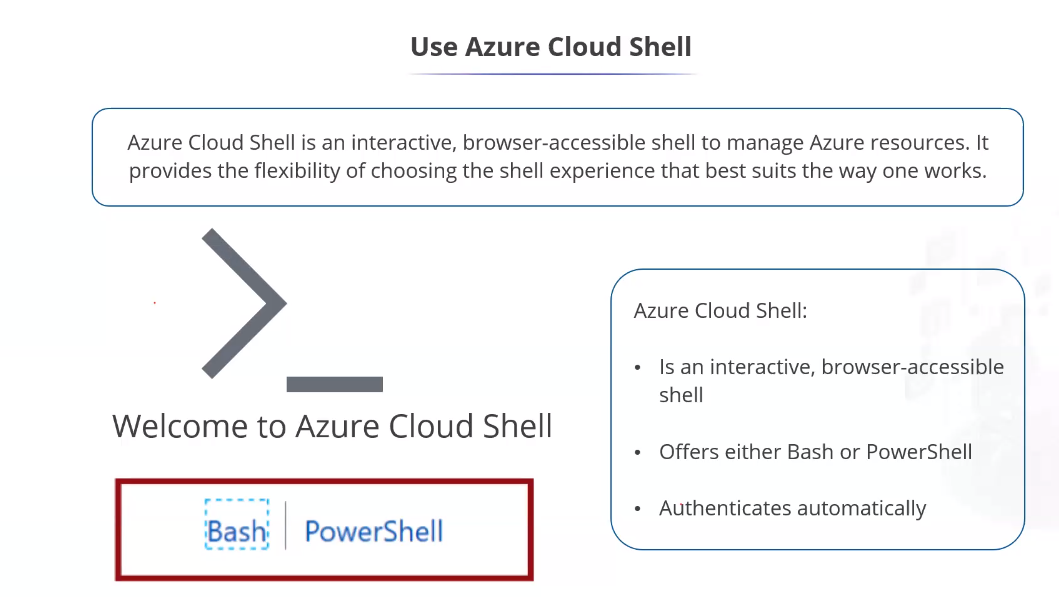 Use Azure Cloud Shell
Azure Cloud Shell is an interactive, browser-accessible shell to manage Azure resources. It
provides the flexibility of choosing the shell experience that best suits the way one works.
Welcome to Azure Cloud Shell
Bash | PowerShell
Azure Cloud Shell:
• Is an interactive, browser-accessible
shell
• Offers either Bash or PowerShell
• Authenticates automatically